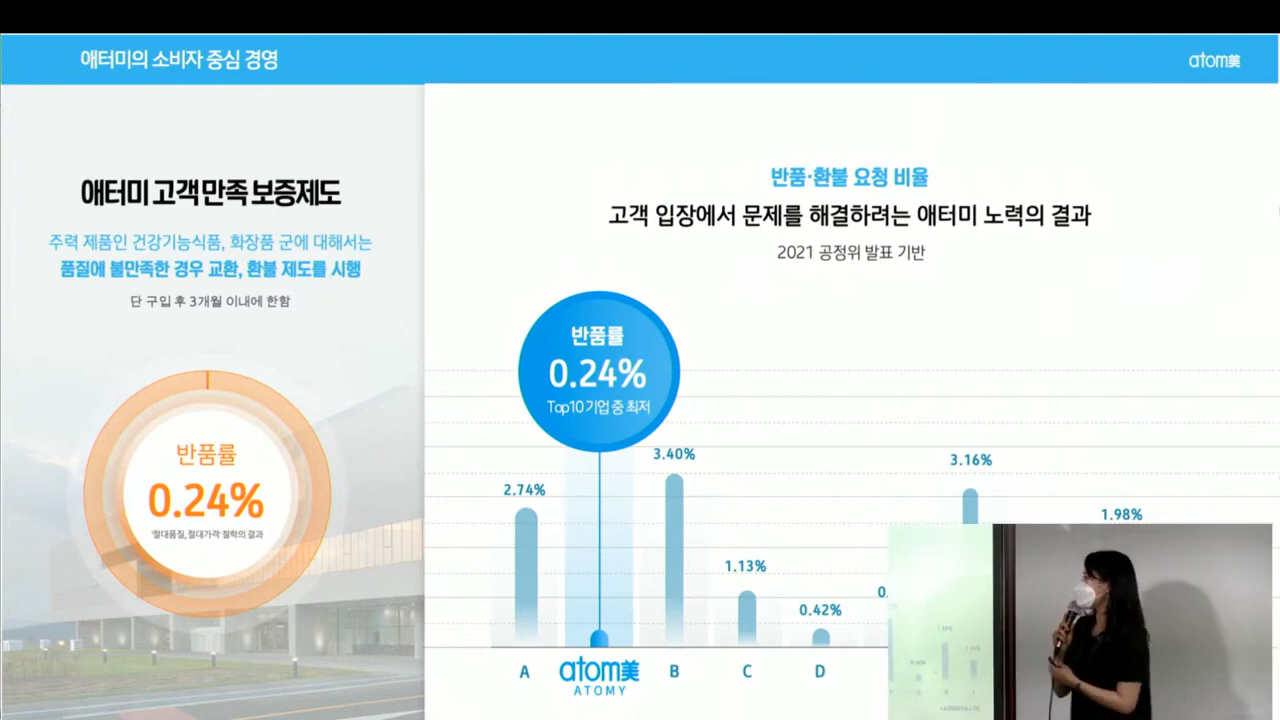 애터미의 소비자 중심 경영
atom美
애터미 고객 만족 보증제도
주력 제품인 건강기능식품, 화장품 군에 대해서는
품질에 불만족한 경우 교환, 환불 제도를 시행
단 구입 후 3개월 이내에 한함
반품률
0.24%
'절대품질, 절대가격' 철학의 결과
반품·환불 요청 비율
고객 입장에서 문제를 해결하려는 애터미 노력의 결과
2021 공정위 발표 기반
반품률
0.24%
Top10 기업 중 최저
2.74%
3.40%
1.13%
0.42%
0.
3.16%
1.98%
A
atom美
ATOMY
B
C
D